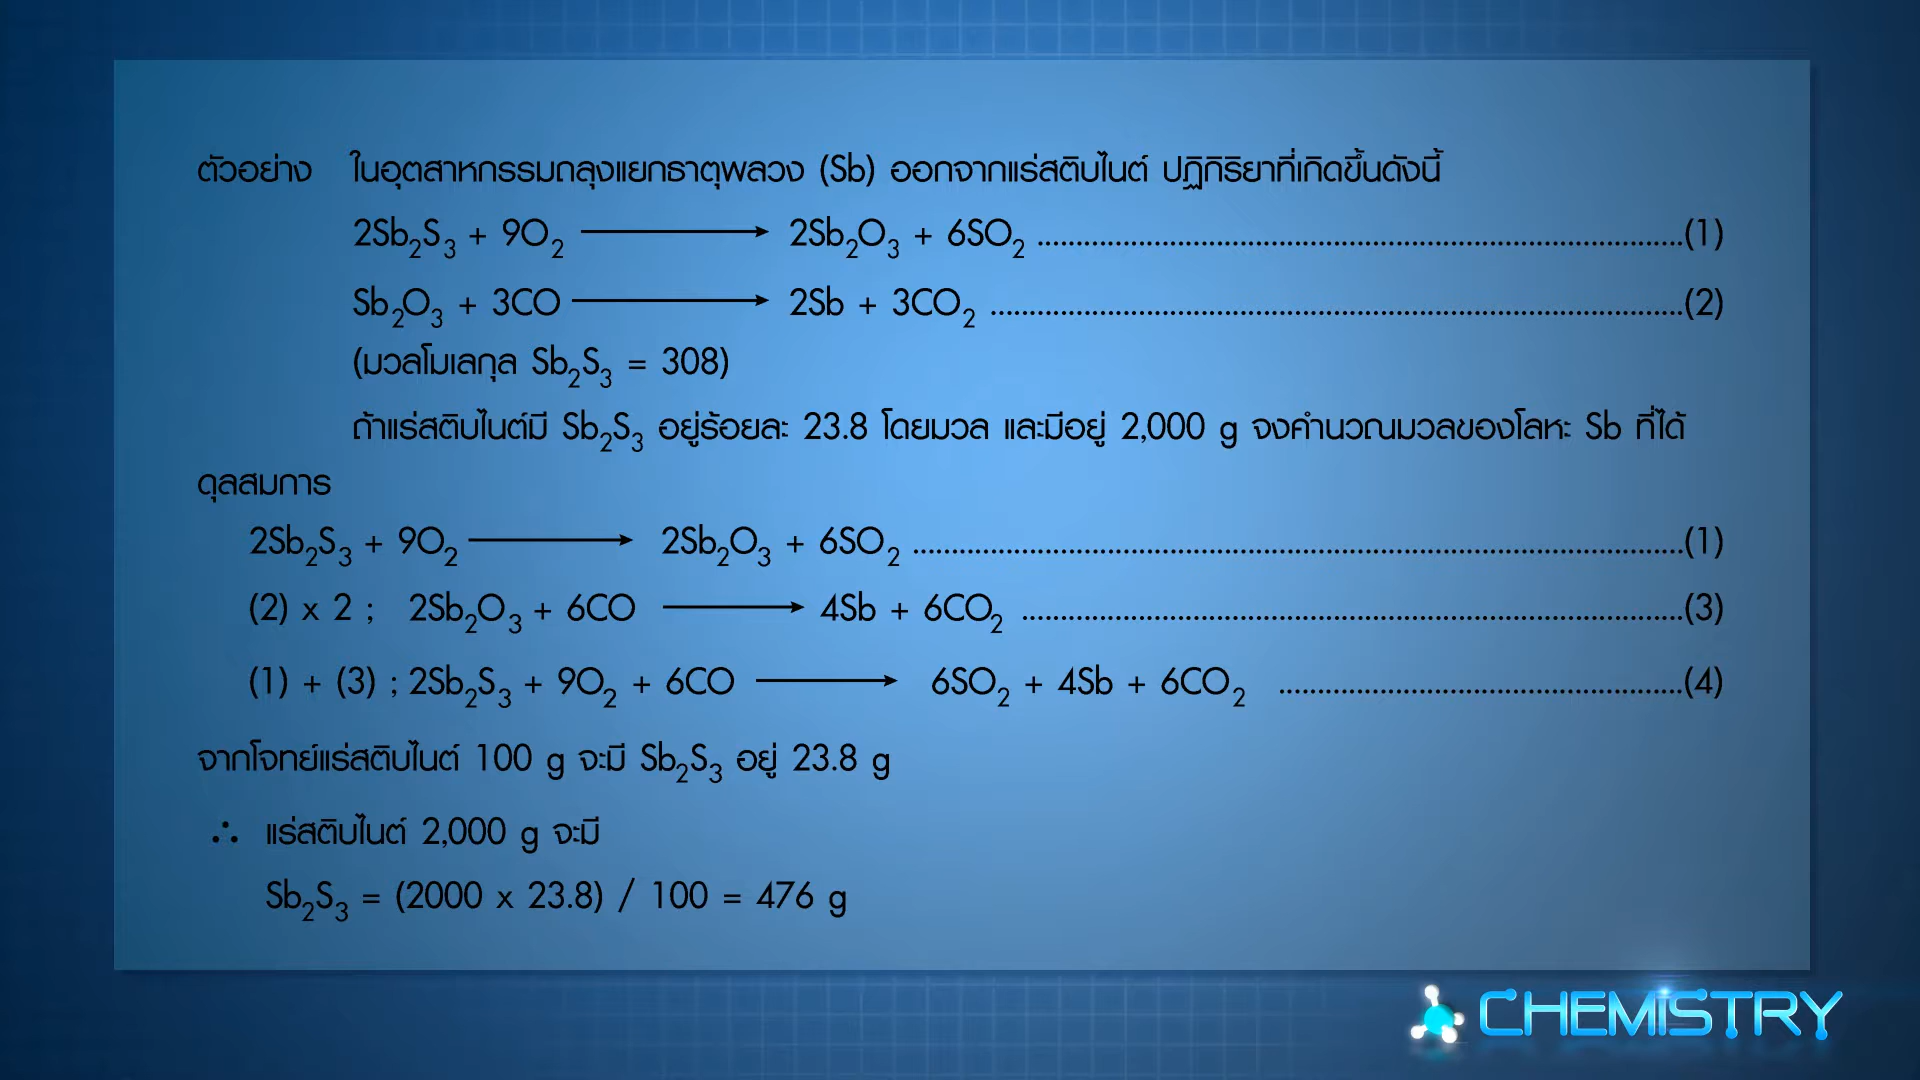 ตัวอย่าง ในอุตสาหกรรมถลุงแยกธาตุพลวง (Sb) ออกจากแร่สติบไนต์ ปฏิกิริยาที่เกิดขึ้นดังนี้
2Sb₂S₃ + 9O₂ ⟶ 2Sb₂O₃ + 6SO₂ ....................(1)
Sb₂O₃ + 3CO ⟶ 2Sb + 3CO₂ ....................(2)
(มวลโมเลกุล Sb₂S₃ = 308)
ถ้าแร่สติบไนต์มี Sb₂S₃ อยู่ร้อยละ 23.8 โดยมวล และมีอยู่ 2,000 g จงคำนวณมวลของโลหะ Sb ที่ได้
ดุลสมการ
2Sb₂S₃ + 9O₂ ⟶ 2Sb₂O₃ + 6SO₂ ....................(1)
(2) x 2 ; 2Sb₂O₃ + 6CO ⟶ 4Sb + 6CO₂ ....................(3)
(1) + (3) ; 2Sb₂S₃ + 9O₂ + 6CO ⟶ 6SO₂ + 4Sb + 6CO₂ ....................(4)
จากโจทย์แร่สติบไนต์ 100 g จะมี Sb₂S₃ อยู่ 23.8 g
∴ แร่สติบไนต์ 2,000 g จะมี
Sb₂S₃ = (2000 x 23.8) / 100 = 476 g
CHEMISTRY